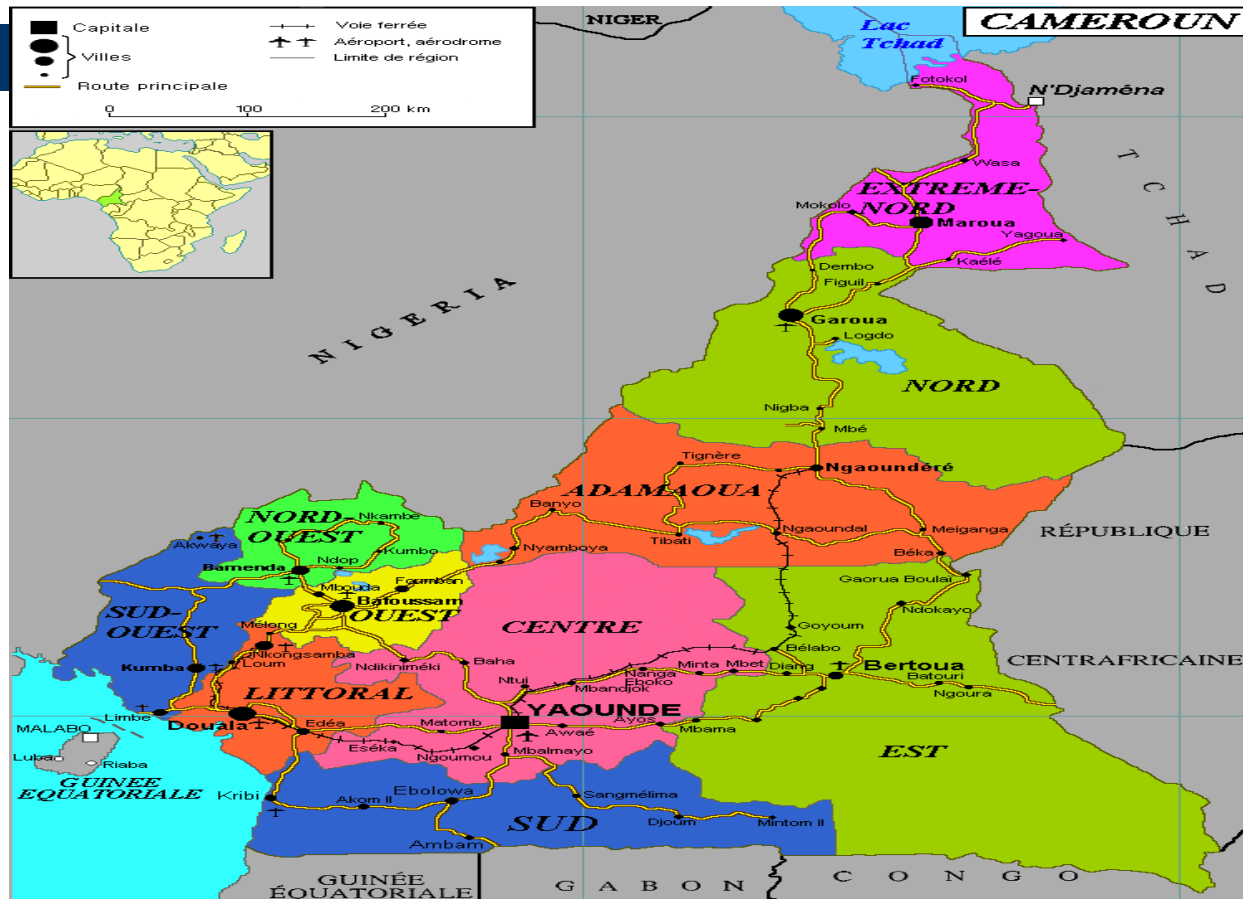 Capitale
Villes
Route principale
Voie ferrée
Aéroport, aérodrome
Limite de région
0 100 200 km
NIGER
Lac
Tchad
CAMEROUN
Fotokol
N'Djaména
Wasa
TCHAD
EXTREME-
NORD
Mokolo
Maroua
Yagoua
Kaélé
Dembo
Figuil
NIGERIA
Garoua
Logdo
NORD
Nigba
Mbé
Tignère
Ngaoundéré
ADAMAOUA
Banyo
Ngaoundal
Meiganga
Tibati
Nyamboya
Béka
RÉPUBLIQUE
NORD-
OUEST
Nkambe
Akwaya
Kumbo
Bamenda
Ndop
Gaorua Boulai
Mbouda
Foumban
Bafoussam
OUEST
Ndokayo
SUD-
OUEST
CENTRE
Goyoum
Mélong
Nkongsamba
Bélabo
Kumba
Loum
Ndikiniméki
Baha
Ntui
Nanga
Eboko
Minta
Mbet
Diang
Bertoua
CENTRAFRICAINE
Batouri
Ngoura
Mbandjok
LITTORAL
YAOUNDE
Limbe
Douala
Edéa
Matomb
Awaé
Ayos
Mbama
MALABO
Luba
Riaba
Eséka
Ngoumou
Mbalmayo
EST
GUINEE
EQUATORIALE
Kribi
Akom II
Ebolowa
Sangmélima
SUD
Djoum
Mintom II
Ambam
GUINÉE
ÉQUATORIALE
GABON
CONGO